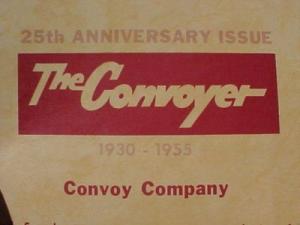 25th ANNIVERSARY ISSUE
The Convoyer
1930 - 1955
Convoy Company